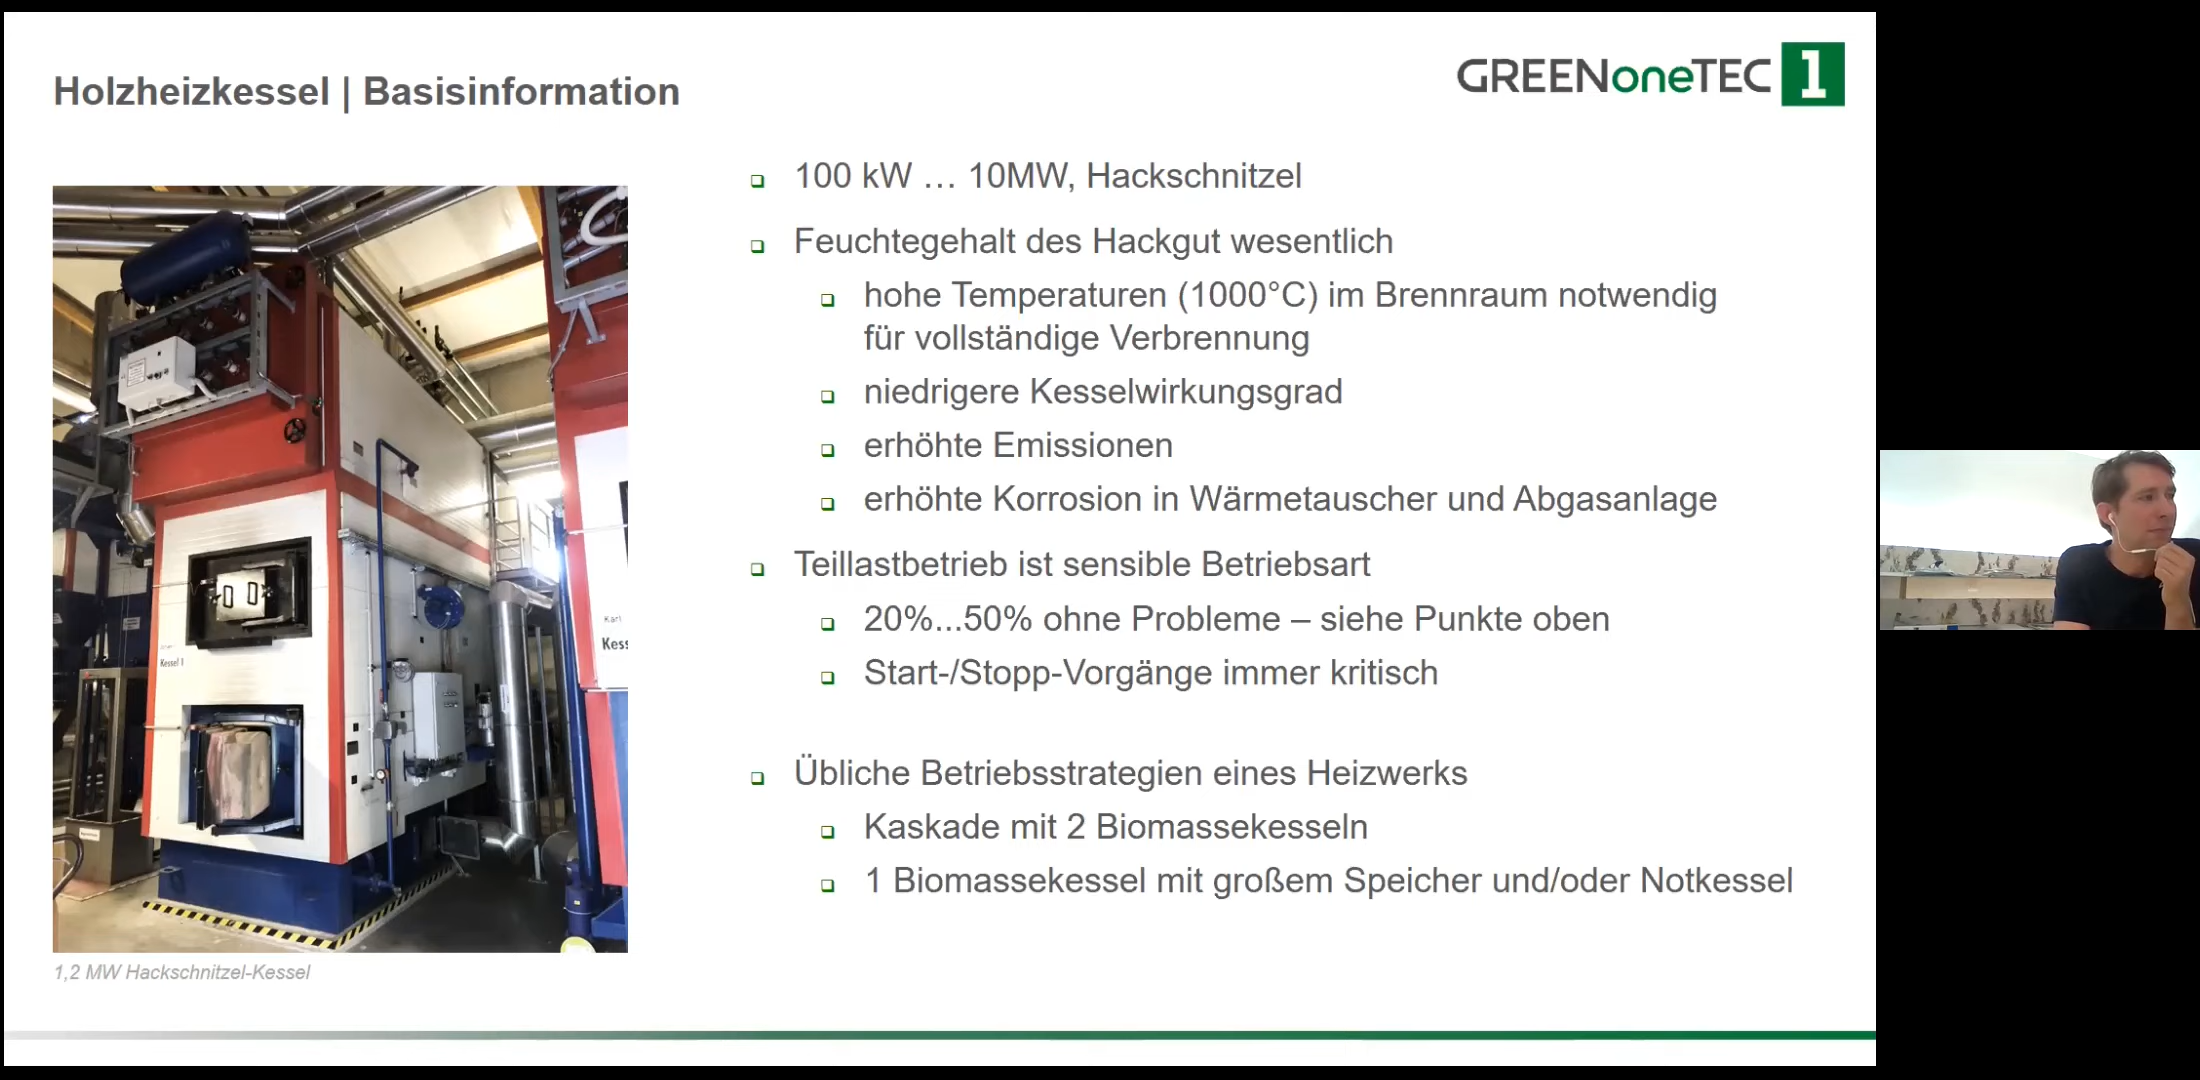 Holzheizkessel | Basisinformation
GREENoneTEC 1
100 kW … 10MW, Hackschnitzel
Feuchtegehalt des Hackgut wesentlich
hohe Temperaturen (1000°C) im Brennraum notwendig
für vollständige Verbrennung
niedrigere Kesselwirkungsgrad
erhöhte Emissionen
erhöhte Korrosion in Wärmetauscher und Abgasanlage
Teillastbetrieb ist sensible Betriebsart
20%...50% ohne Probleme – siehe Punkte oben
Start-/Stopp-Vorgänge immer kritisch
Übliche Betriebsstrategien eines Heizwerks
Kaskade mit 2 Biomassekesseln
1 Biomassekessel mit großem Speicher und/oder Notkessel
Kessel 1
Karl
Kess
1,2 MW Hackschnitzel-Kessel